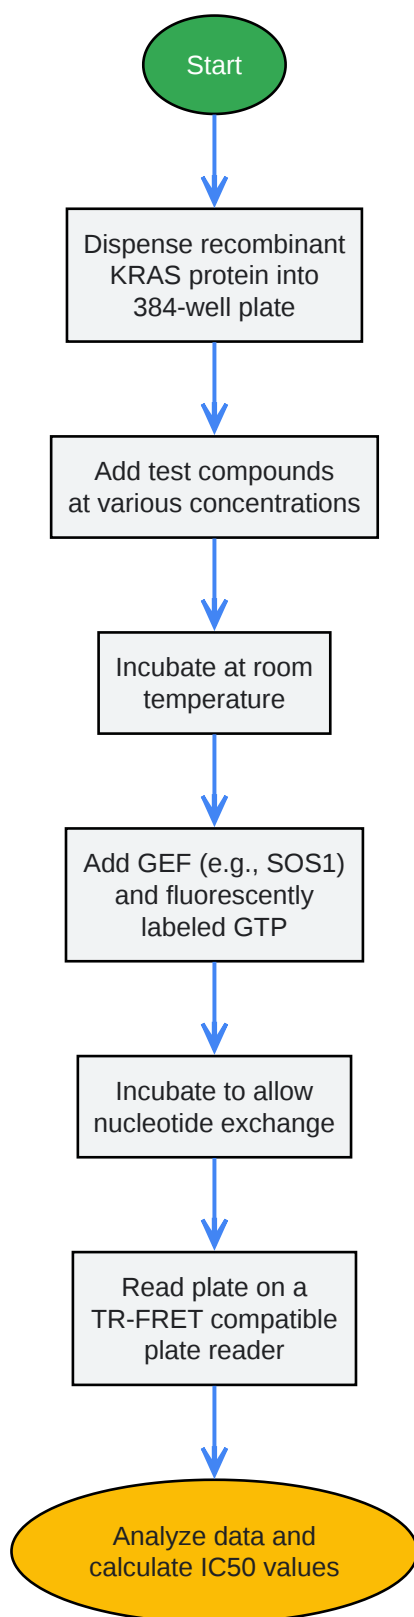 Start
Dispense recombinant
KRAS protein into
384-well plate
Add test compounds
at various concentrations
Incubate at room
temperature
Add GEF (e.g., SOS1)
and fluorescently
labeled GTP
Incubate to allow
nucleotide exchange
Read plate on a
TR-FRET compatible
plate reader
Analyze data and
calculate IC50 values